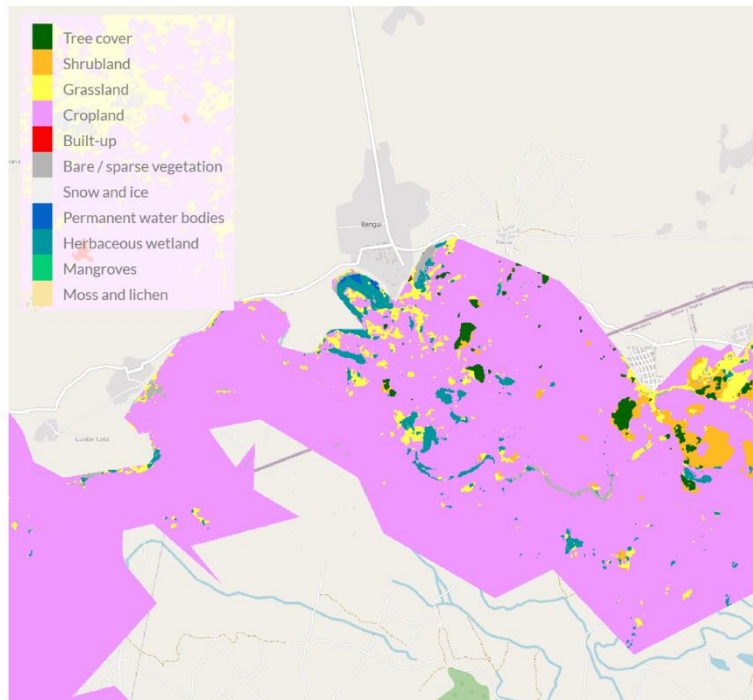 Tree cover
Shrubland
Grassland
Cropland
Built-up
Bare / sparse vegetation
Snow and ice
Permanent water bodies
Herbaceous wetland
Mangroves
Moss and lichen
Bangui